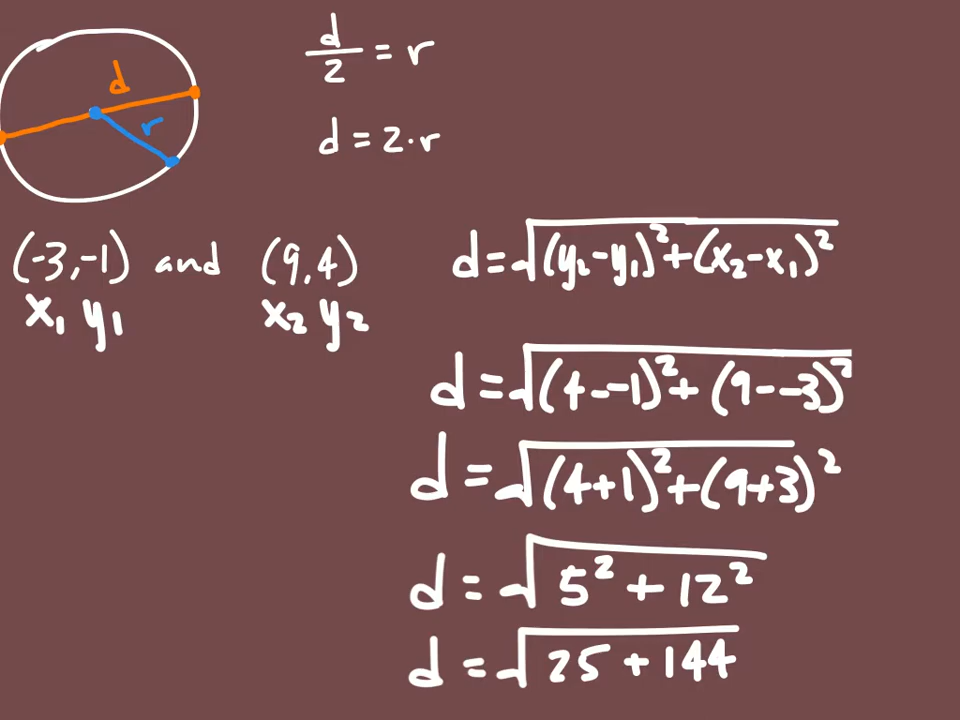 d
r
d/2 = r
d = 2·r
(-3,-1) and (9,4)
x₁ y₁ x₂ y₂
d=√(y₂-y₁)²+(x₂-x₁)²
d=√(4--1)²+(9--3)²
d=√(4+1)²+(9+3)²
d=√5²+12²
d=√25+144